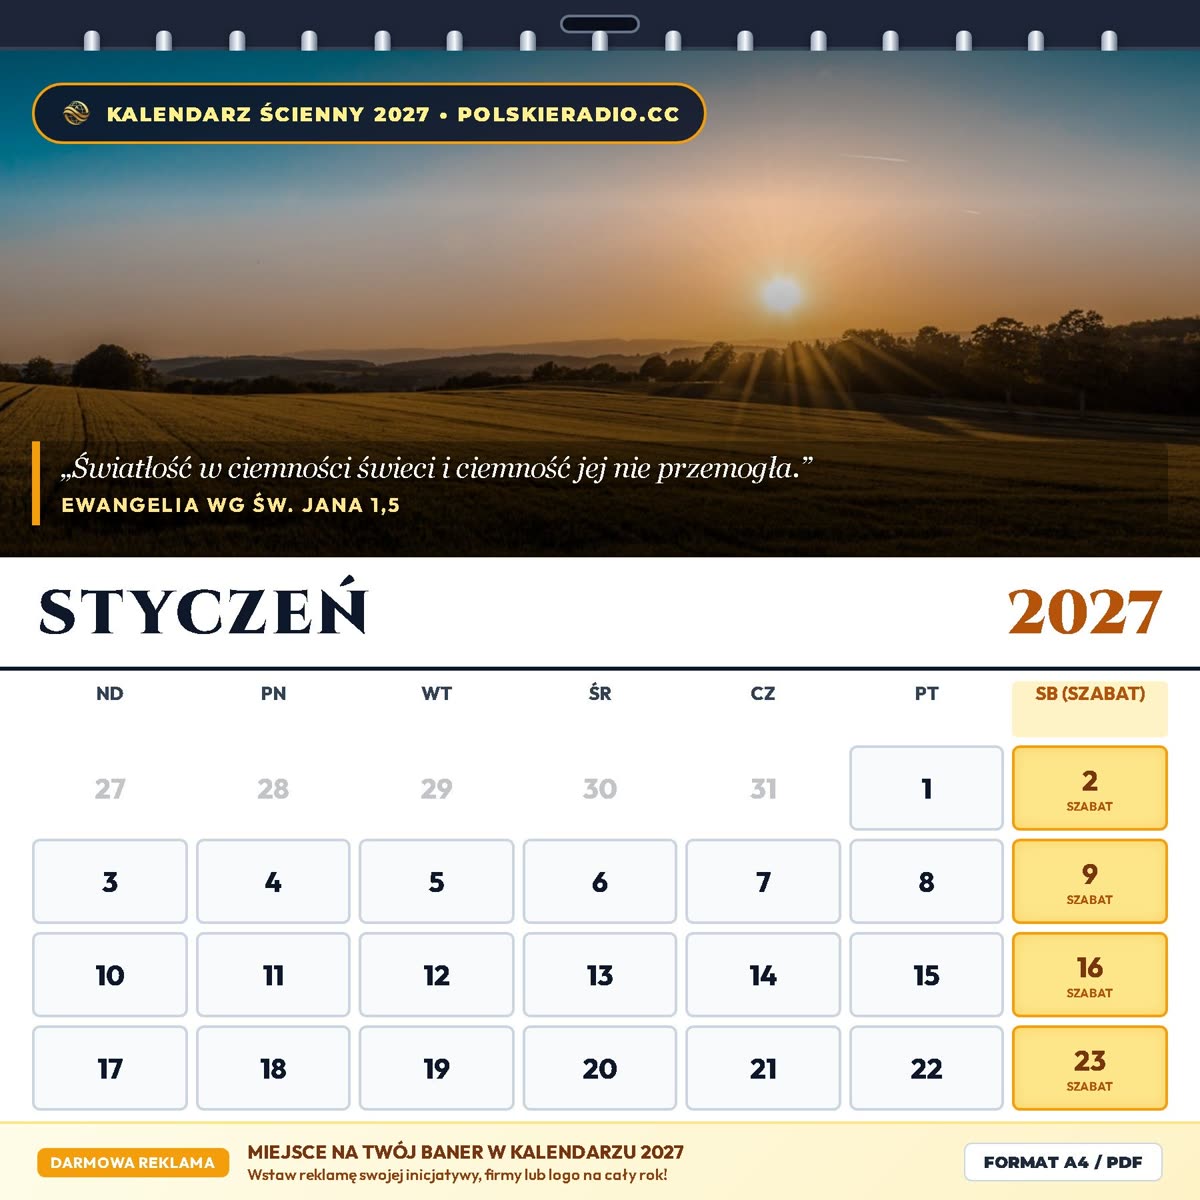 KALENDARZ ŚCIENNY 2027 • POLSKIERADIO.CC
„Światłość w ciemności świeci i ciemność jej nie przemogła.”
EWANGELIA WG ŚW. JANA 1,5
STYCZEŃ 2027
ND PN WT ŚR CZ PT SB (SZABAT)
27 28 29 30 31 1 2
SZABAT
3 4 5 6 7 8 9
SZABAT
10 11 12 13 14 15 16
SZABAT
17 18 19 20 21 22 23
SZABAT
DARMOWA REKLAMA
MIEJSCE NA TWÓJ BANER W KALENDARZU 2027
Wstaw reklamę swojej inicjatywy, firmy lub logo na cały rok!
FORMAT A4 / PDF